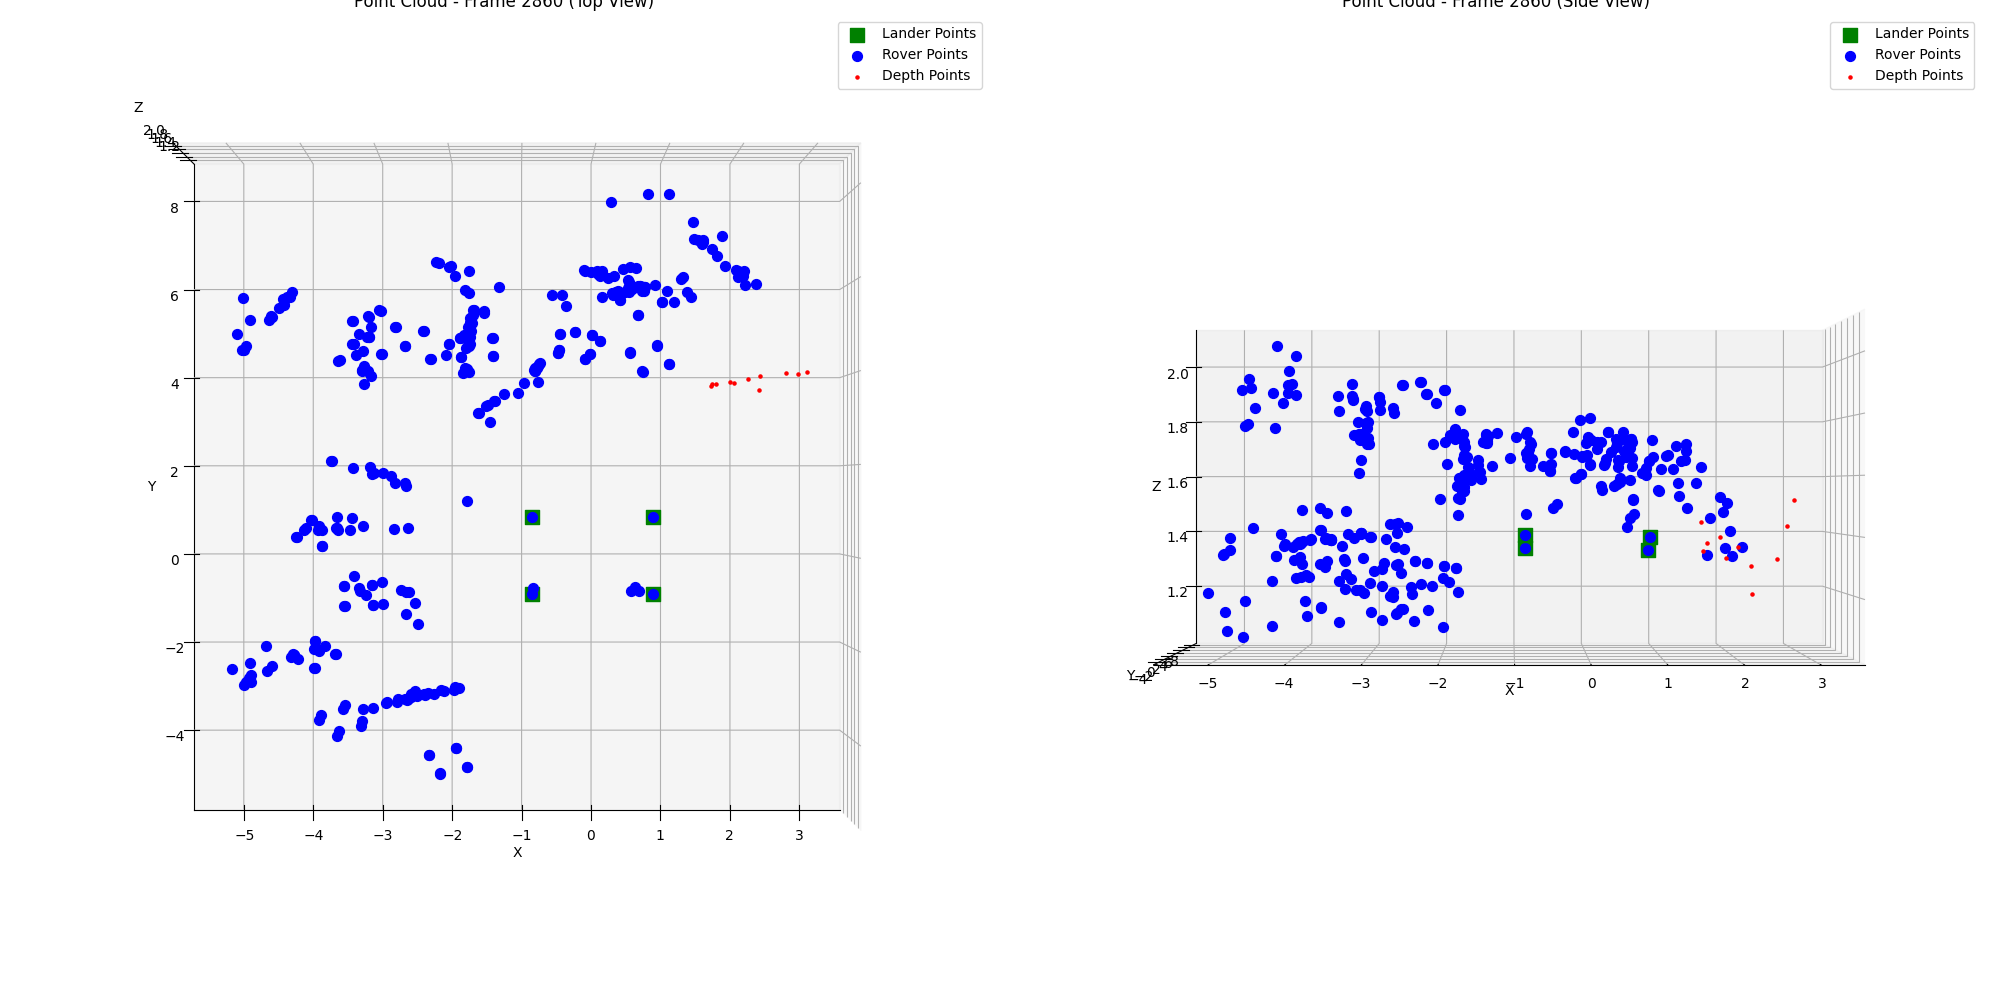 Point Cloud - Frame 2860 (Top View)
Lander Points
Rover Points
Depth Points
Z
2.0
8
6
4
2
0
−2
−4
Y
−5
−4
−3
−2
−1
0
1
2
3
X
Point Cloud - Frame 2860 (Side View)
Lander Points
Rover Points
Depth Points
2.0
1.8
1.6
1.4
1.2
Z
Y
−5
−4
−3
−2
−1
0
1
2
3
X